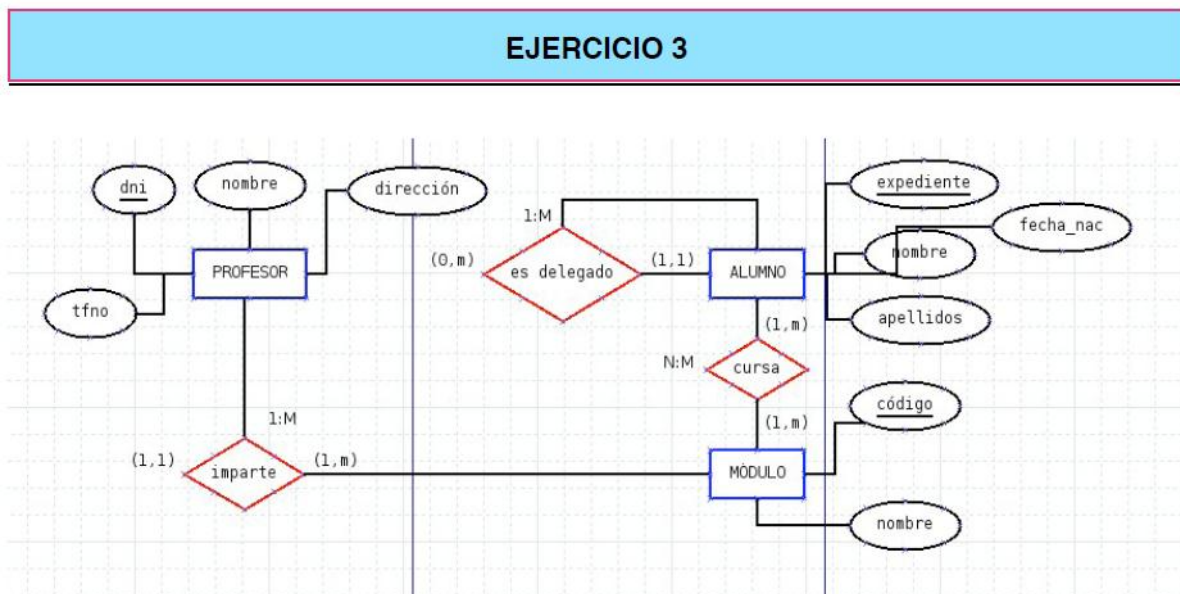 EJERCICIO 3
dni
nombre
dirección
tfno
PROFESOR
1:M
(0,m)
es delegado
(1,1)
ALUMNO
expediente
fecha_nac
nombre
apellidos
(1,m)
N:M
cursa
(1,m)
código
1:M
(1,1)
imparte
(1,m)
MÓDULO
nombre